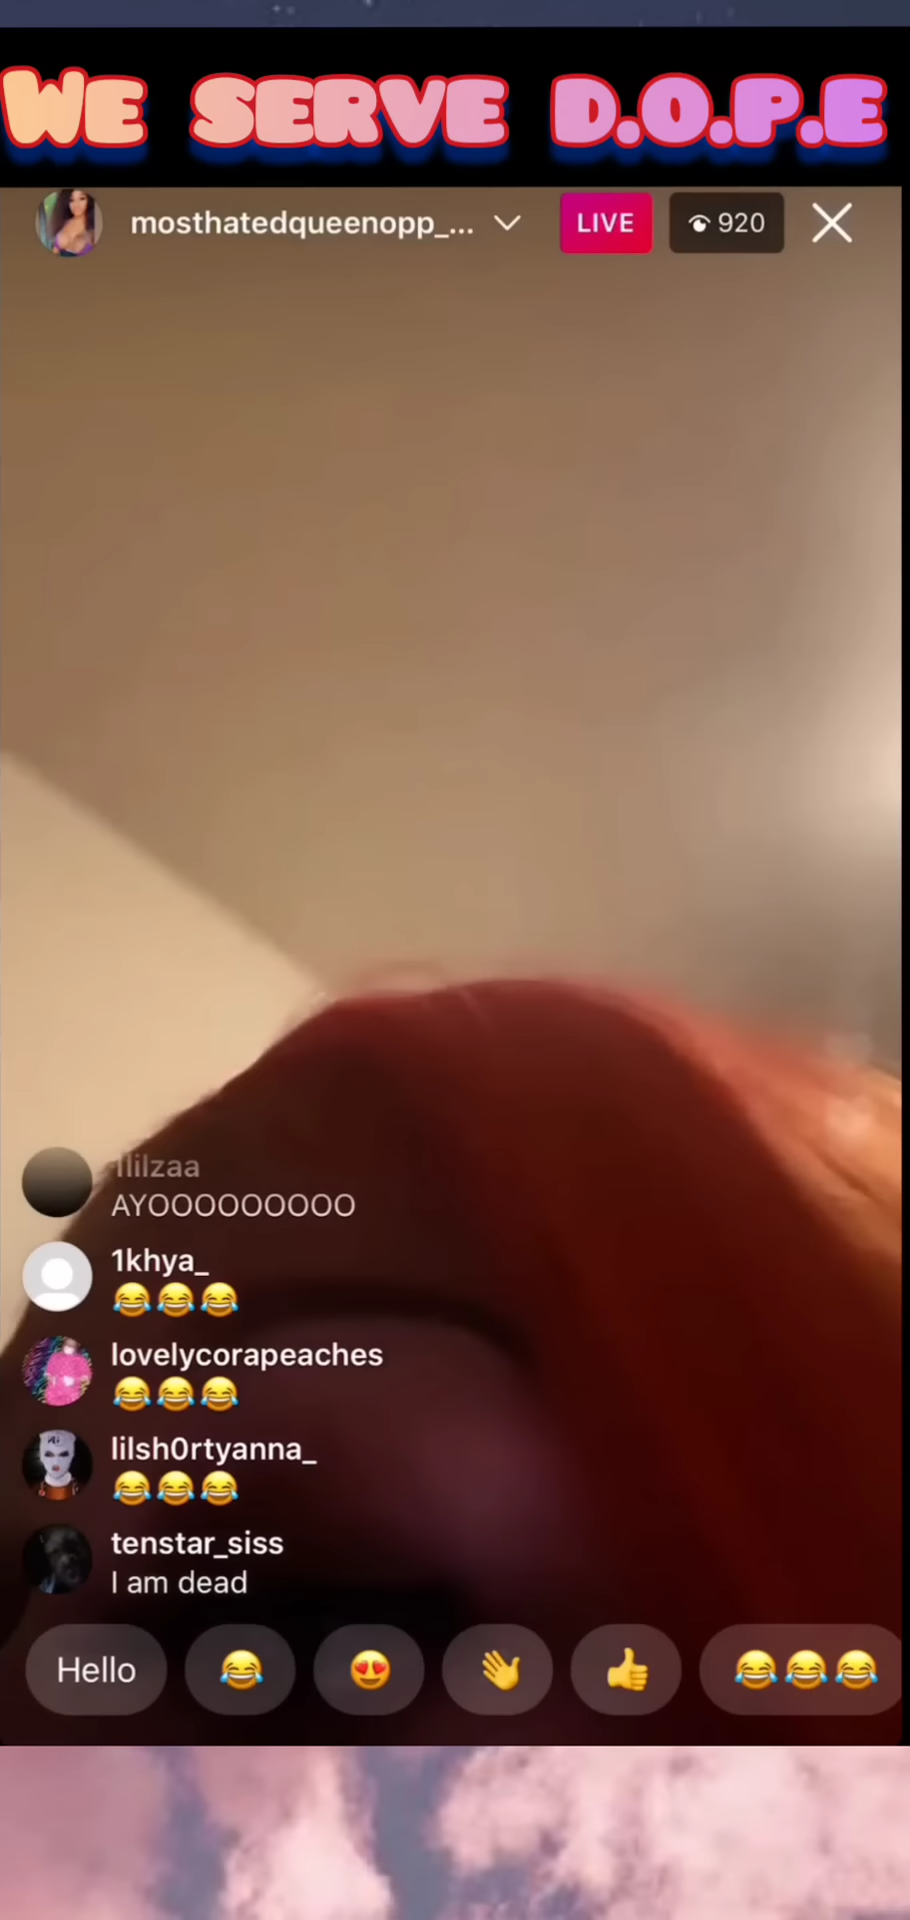 WE SERVE D.O.P.E
mosthatedqueenopp_...
LIVE
920
AYOOOOOOOOO
1khya_
😂😂😂
lovelycorapeaches
😂😂😂
lilsh0rtyanna_
😂😂😂
tenstar_siss
I am dead
Hello 😂 😍 👋 👍 😂😂😂